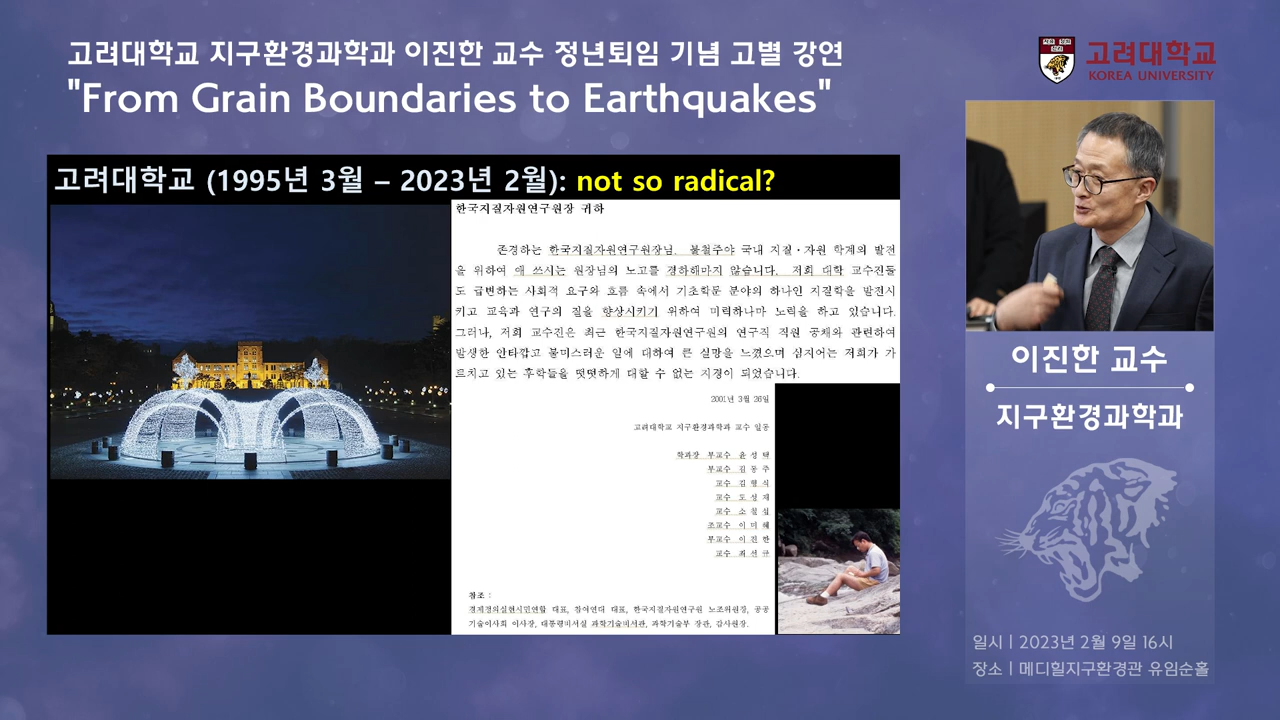 고려대학교 지구환경과학과 이진한 교수 정년퇴임 기념 고별 강연
"From Grain Boundaries to Earthquakes"
고려대학교
KOREA UNIVERSITY
고려대학교 (1995년 3월 – 2023년 2월): not so radical?
한국지질자원연구원장 귀하
존경하는 한국지질자원연구원장님, 불철주야 국내 지질・자원 학계의 발전
을 위하여 애 쓰시는 원장님의 노고를 경하해마지 않습니다. 저희 대학 교수진들
도 급변하는 사회적 요구와 흐름 속에서 기초학문 분야의 하나인 지질학을 발전시
키고 교육과 연구의 질을 향상시키기 위하여 미력하나마 노력을 하고 있습니다.
그러나, 저희 교수진은 최근 한국지질자원연구원의 연구직 직원 공채와 관련하여
발생한 안타깝고 불미스러운 일에 대하여 큰 실망을 느꼈으며 심지어는 저희가 가
르치고 있는 후학들을 떳떳하게 대할 수 없는 지경이 되었습니다.
2001년 3월 26일
고려대학교 지구환경과학과 교수 일동
학과장 부교수 윤 성 택
부교수 김 동 주
교수 김 형 식
교수 도 성 재
교수 소 칠 섭
조교수 이 미 혜
부교수 이 진 한
교수 최 선 규
참조 :
경제정의실현시민연합 대표, 참여연대 대표, 한국지질자원연구원 노조위원장, 공공
기술이사회 이사장, 대통령비서실 과학기술비서관, 과학기술부 장관, 감사원장.
이진한 교수
지구환경과학과
일시 | 2023년 2월 9일 16시
장소 | 메디힐지구환경관 유임순홀